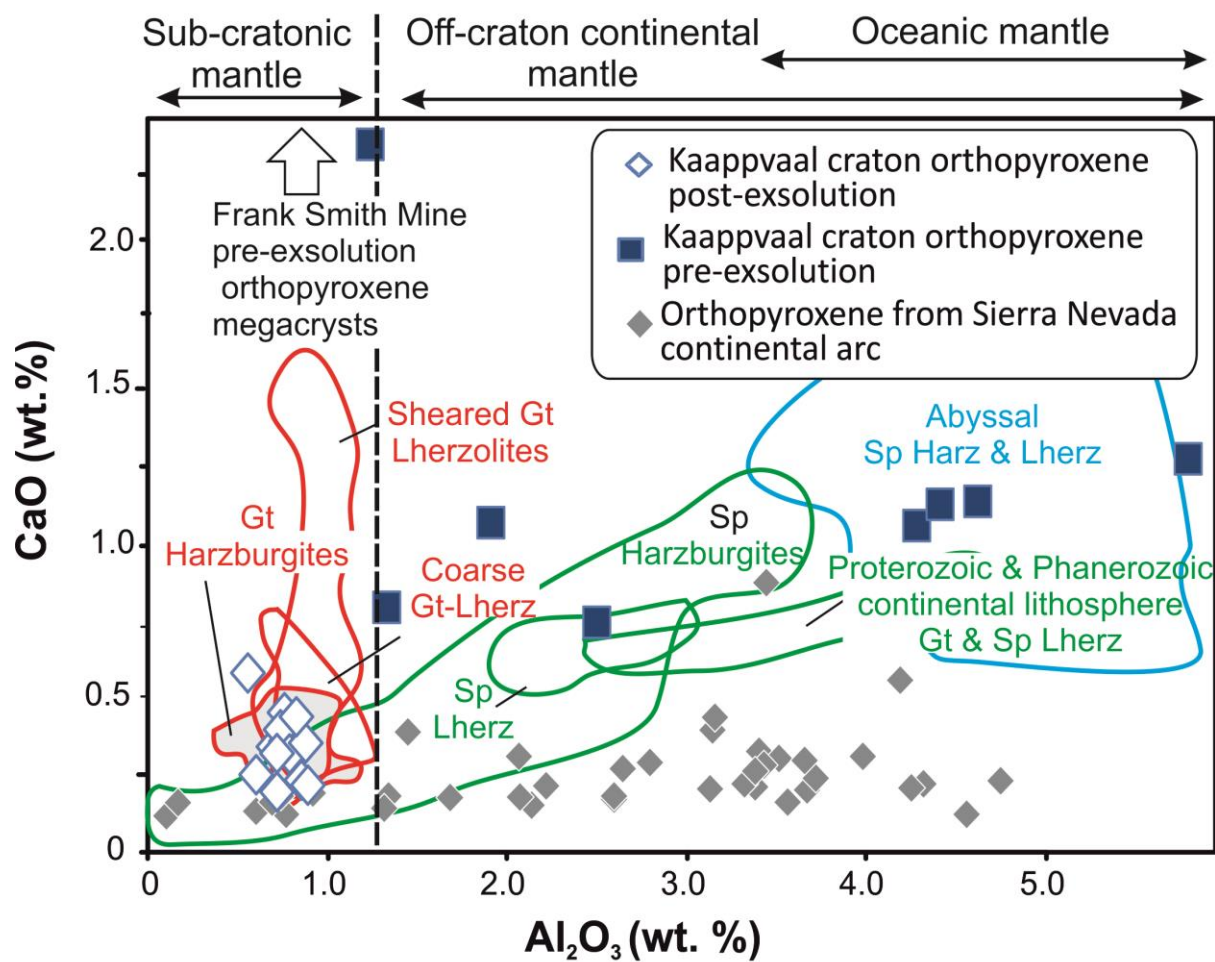 Sub-cratonic
mantle
Off-craton continental
mantle
Oceanic mantle
Frank Smith Mine
pre-exsolution
orthopyroxene
megacrysts
Kaappvaal craton orthopyroxene
post-exsolution
Kaappvaal craton orthopyroxene
pre-exsolution
Orthopyroxene from Sierra Nevada
continental arc
Sheared Gt
Lherzolites
Gt
Harzburgites
Coarse
Gt-Lherz
Sp
Harzburgites
Sp
Lherz
Abyssal
Sp Harz & Lherz
Proterozoic & Phanerozoic
continental lithosphere
Gt & Sp Lherz
CaO (wt.%)
2.0
1.5
1.0
0.5
0
0 1.0 2.0 3.0 4.0 5.0
Al₂O₃ (wt. %)